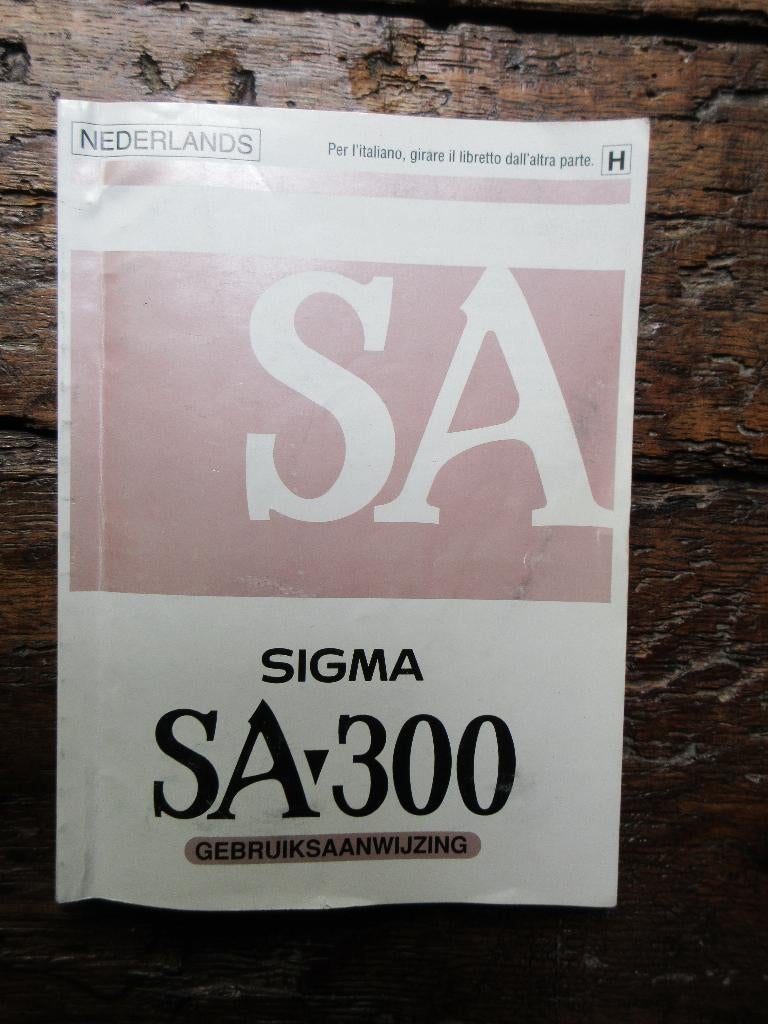 NEDERLANDS
Per l'italiano, girare il libretto dall'altra parte. H
SA
SIGMA
SA-300
GEBRUIKSAANWIJZING